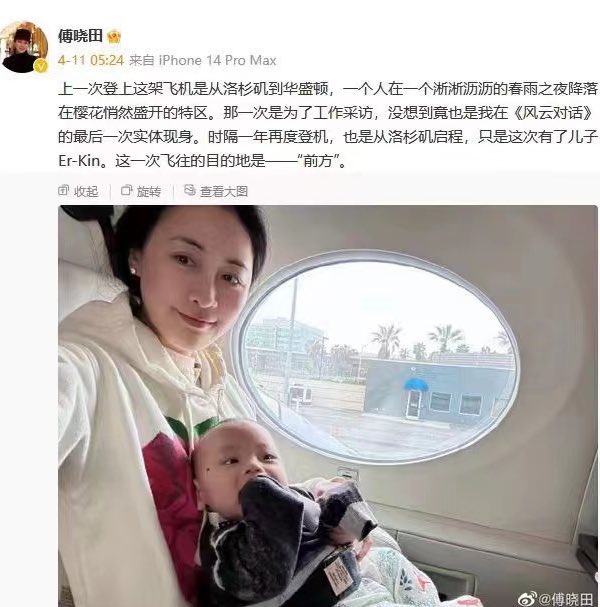 傅晓田
4-11 05:24 来自 iPhone 14 Pro Max
上一次登上这架飞机是从洛杉矶到华盛顿，一个人在一个淅淅沥沥的春雨之夜降落
在樱花悄然盛开的特区。那一次是为了工作采访，没想到竟也是我在《风云对话》
的最后一次实体现身。时隔一年再度登机，也是从洛杉矶启程，只是这次有了儿子
Er-Kin。这一次飞往的目的地是——“前方”。
收起 旋转 查看大图
@傅晓田